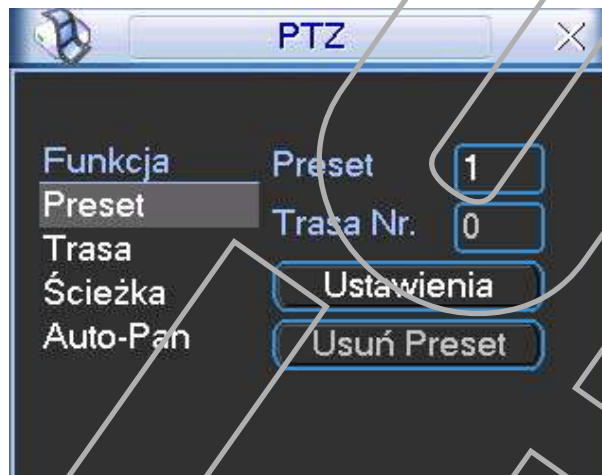 PTZ
Funkcja
Preset
Trasa
Ścieżka
Auto-Pan
Preset 1
Trasa Nr. 0
Ustawienia
Usuń Preset